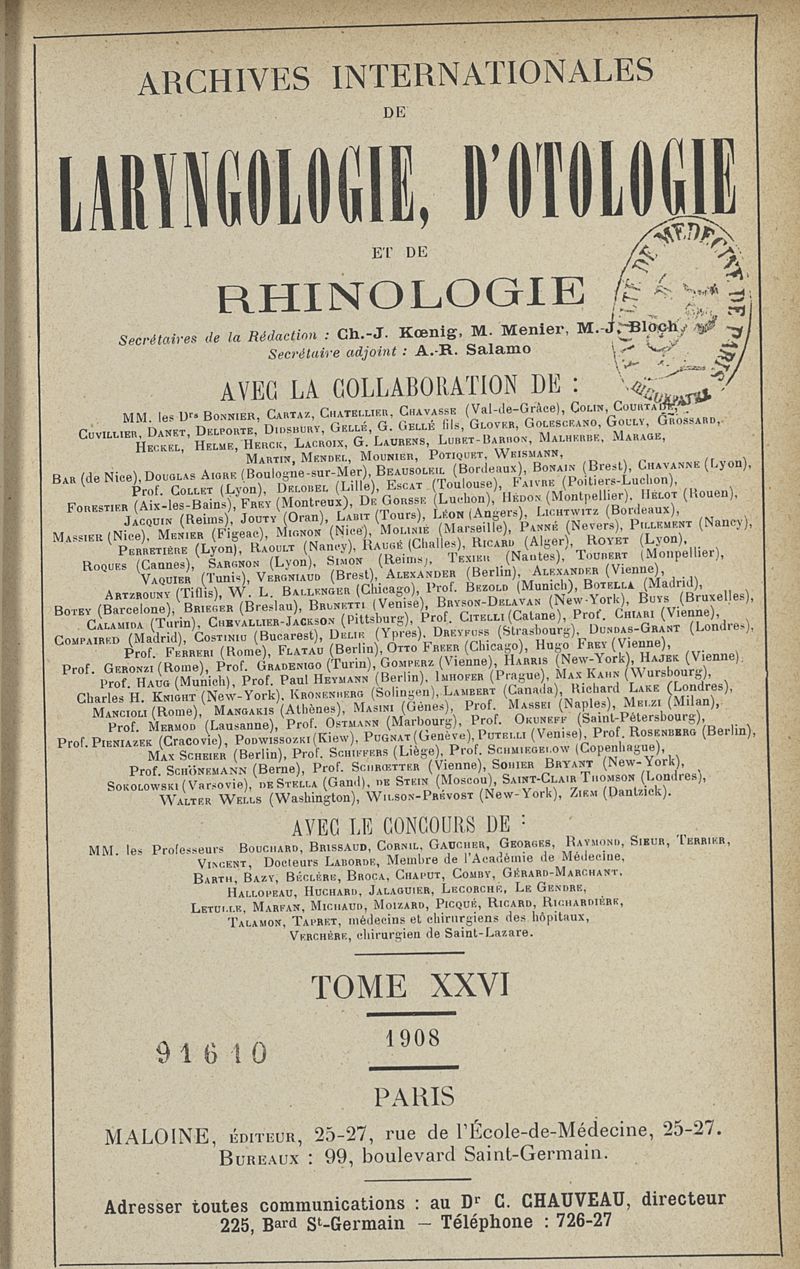 ARCHIVES INTERNATIONALES
DE
LARYNGOLOGIE, D'OTOLOGIE
ET DE
RHINOLOGIE
Secrétaires de la Rédaction : Ch.-J. Kœnig, M. Menier, M.-J. Bloch
Secrétaire adjoint : A.-R. Salamo
AVEC LA COLLABORATION DE :
MM. les Drs BONNIER, CARTAZ, CHATELLIER, CHAVASSE (Val-de-Grâce), COLIN, COURTADE,
CUVILLIER, DANET, DELPORTE, DIDSBURY, GELLÉ, G. GELLÉ fils, GLOVER, GOLESCEANO, GOULY, GROSSARD,
HECKEL, HELME, HERCK, LACROIX, G. LAURENS, LUBET-BARBON, MALHERBE, MARAGE,
MARTIN, MENDEL, MOUNIER, POTIQUET, WEISMANN,
BAR (de Nice), DOUGLAS AIGRE (Boulogne-sur-Mer), BEAUSOLEIL (Bordeaux), BONAIN (Brest), CHAVANNE (Lyon),
Prof. COLLET (Lyon), DELOBEL (Lille), ESCAT (Toulouse), FAIVRE (Poitiers-Luchon),
FORESTIER (Aix-les-Bains), FREY (Montreux), DE GORSSE (Luchon), HÉDON (Montpellier). HÉLOT (Rouen),
JACQUIN (Reims), JOUTY (Oran), LABIT (Tours), LÉON (Angers), LICHTWITZ (Bordeaux),
MASSIER (Nice), MENIER (Figeac), MIGNON (Nice), MOLINIÉ (Marseille), PANNÉ (Nevers), PILLEMENT (Nancy),
PERRETIÈRE (Lyon), RAOULT (Nancy), RAUGÉ (Challes), RICARD (Alger), ROYET (Lyon),
ROQUES (Cannes), SARGNON (Lyon), SIMON (Reims), TEXIER (Nantes), TOUBERT (Monpellier),
VAQUIER (Tunis), VERGNIAUD (Brest), ALEXANDER (Berlin), ALEXANDER (Vienne),
ARTZROUNY (Tiflis), W. L. BALLENGER (Chicago), Prof. BEZOLD (Munich), BOTELLA (Madrid),
BOTEY (Barcelone), BRIEGER (Breslau), BRUNETTI (Venise), BRYSON-DELAVAN (New-York), BUYS (Bruxelles),
CALAMIDA (Turin), CHEVALLIER-JACKSON (Pittsburg), Prof. CITELLI (Catane), Prof. CHIARI (Vienne),
COMPAIRED (Madrid), COSTINIU (Bucarest), DELIE (Ypres), DREYFUSS (Strasbourg), DUNDAS-GRANT (Londres),
Prof. FERRERI (Rome), FLATAU (Berlin), OTTO FREER (Chicago), HUGO FREY (Vienne),
Prof. GERONZI (Rome), Prof. GRADENIGO (Turin), GOMPERZ (Vienne), HARRIS (New-York), HAJEK (Vienne)
Prof. HAUG (Munich), Prof. Paul HEYMANN (Berlin), IMHOFER (Prague), MAX KAHN (Wursbourg),
Charles H. KNIGHT (New-York), KRONENBERG (Solingen), LAMBERT (Canada), Richard LAKE (Londres),
MANCIOLI (Rome), MANGAKIS (Athènes), MASINI (Gênes), Prof. MASSEI (Naples), MELZI (Milan),
Prof. MERMOD (Lausanne), Prof. OSTMANN (Marbourg), Prof. OKUNEFF (Saint-Pétersbourg),
Prof. PIENIAZEK (Cracovie), PODWISSOZKI (Kiew), PUGNAT (Genève), PUTELLI (Venise), Prof. ROSENBERG (Berlin),
MAX SCHEIER (Berlin), Prof. SCHIFFERS (Liège), Prof. SCHMIEGELOW (Copenhague),
Prof. SCHÖNEMANN (Berne), Prof. SCHRŒTTER (Vienne), SOHIER BRYANT (New-York),
SOKOLOWSKI (Varsovie), DE STELLA (Gand), DE STEIN (Moscou), SAINT-CLAIR THOMSON (Londres),
WALTER WELLS (Washington), WILSON-PRÉVOST (New-York), ZIEM (Dantzick).
AVEC LE CONCOURS DE :
MM. les Professeurs BOUCHARD, BRISSAUD, CORNIL, GAUCHER, GEORGES, RAYMOND, SIEUR, TERRIER,
VINCENT, Docteurs LABORDE, Membre de l'Académie de Médecine,
BARTH, BAZY, BÉCLÈRE, BROCA, CHAPUT, COMBY, GÉRARD-MARCHANT,
HALLOPEAU, HUCHARD, JALAGUIER, LECORCHÉ, LE GENDRE,
LETULLE, MARFAN, MICHAUD, MOIZARD, PICQUÉ, RICARD, RICHARDIÈRE,
TALAMON, TAPRET, médecins et chirurgiens des hôpitaux,
VERCHÈRE, chirurgien de Saint-Lazare.
TOME XXVI
1908
91610
PARIS
MALOINE, ÉDITEUR, 25-27, rue de l'École-de-Médecine, 25-27.
BUREAUX : 99, boulevard Saint-Germain.
Adresser toutes communications : au Dr C. CHAUVEAU, directeur
225, Bard St-Germain — Téléphone : 726-27